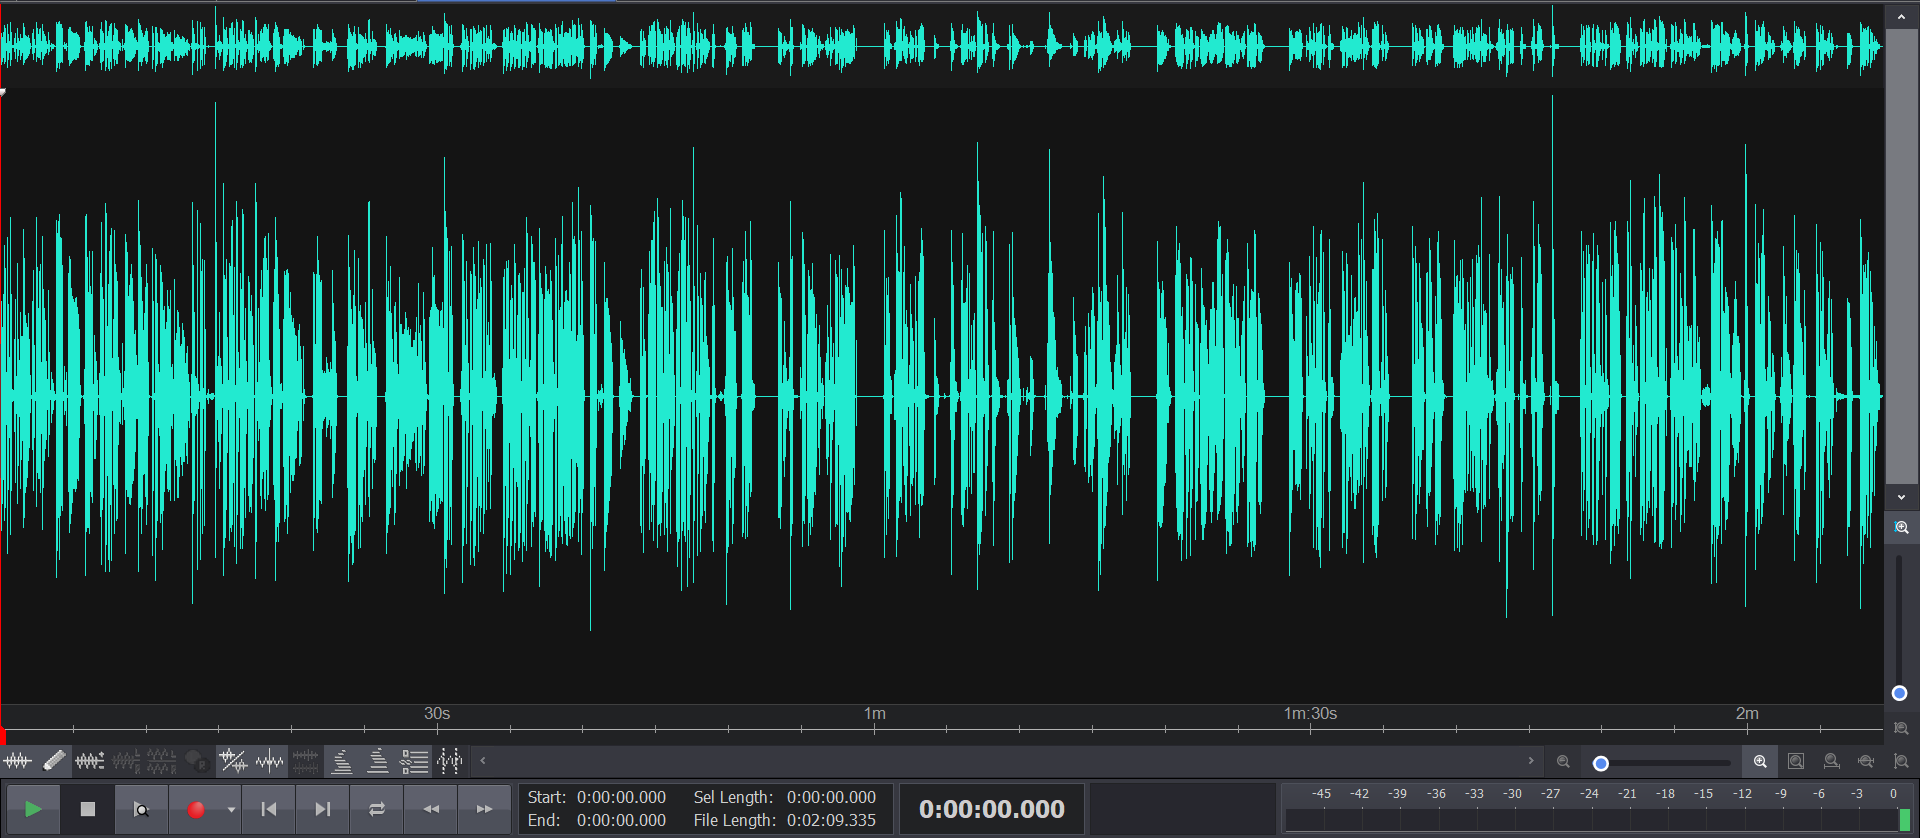 30s 1m 1m:30s 2m
Start: 0:00:00.000 Sel Length: 0:00:00.000
End: 0:00:00.000 File Length: 0:02:09.335
0:00:00.000
-45 -42 -39 -36 -33 -30 -27 -24 -21 -18 -15 -12 -9 -6 -3 0